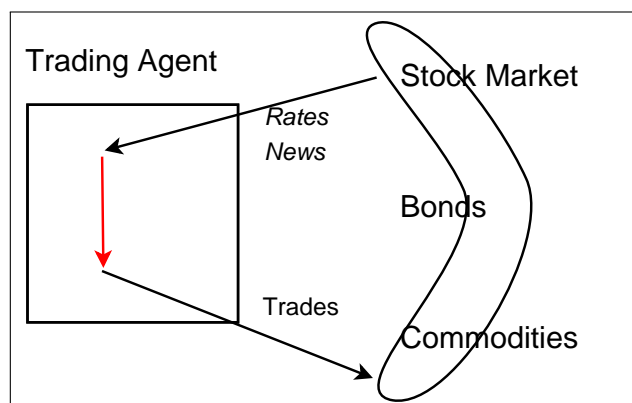 Trading Agent
Stock Market
Rates
News
Bonds
Trades
Commodities